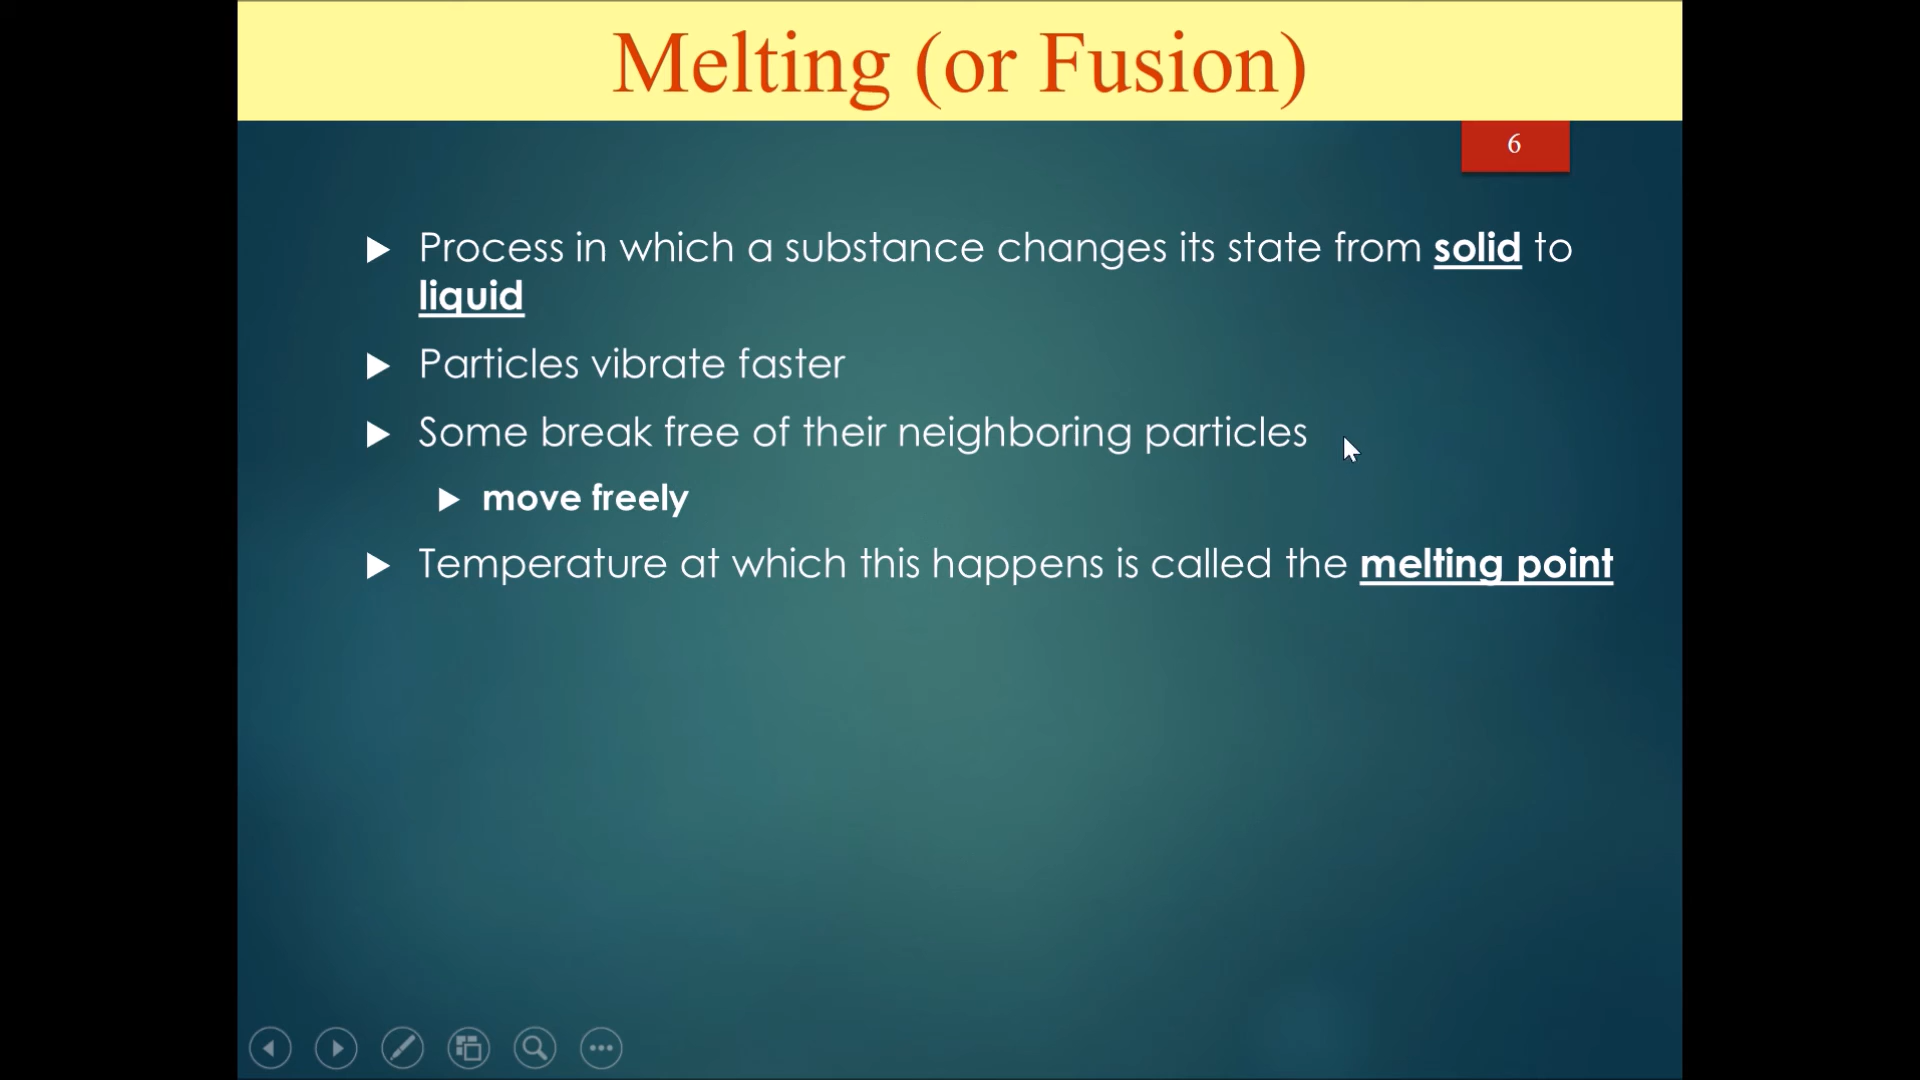 Melting (or Fusion)
6
Process in which a substance changes its state from solid to
liquid
Particles vibrate faster
Some break free of their neighboring particles
move freely
Temperature at which this happens is called the melting point